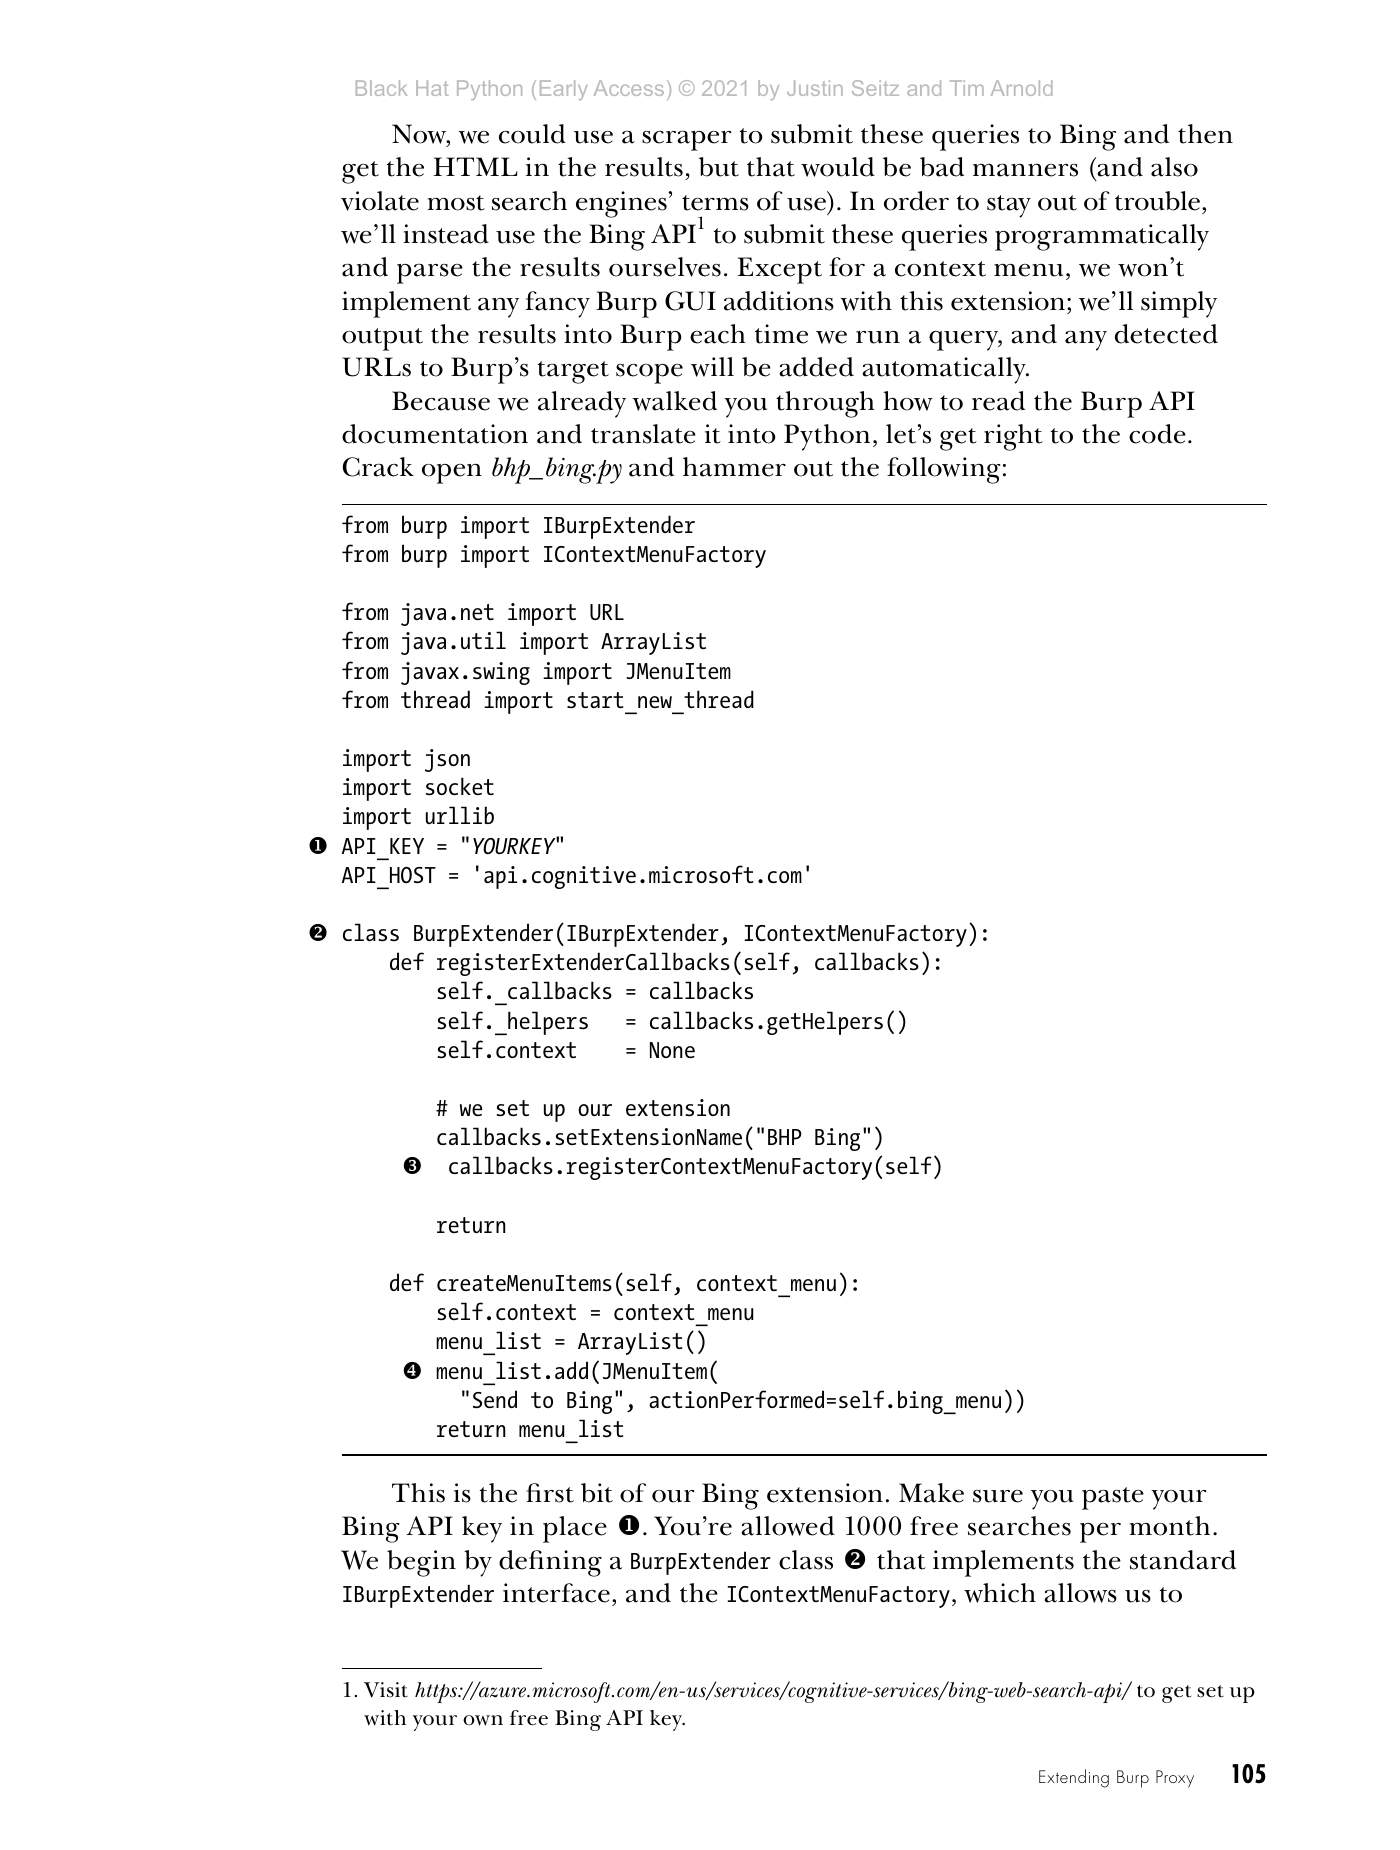 Black Hat Python (Early Access) © 2021 by Justin Seitz and Tim Arnold
Now, we could use a scraper to submit these queries to Bing and then
get the HTML in the results, but that would be bad manners (and also
violate most search engines’ terms of use). In order to stay out of trouble,
we’ll instead use the Bing API1 to submit these queries programmatically
and parse the results ourselves. Except for a context menu, we won’t
implement any fancy Burp GUI additions with this extension; we’ll simply
output the results into Burp each time we run a query, and any detected
URLs to Burp’s target scope will be added automatically.
Because we already walked you through how to read the Burp API
documentation and translate it into Python, let’s get right to the code.
Crack open bhp_bing.py and hammer out the following:
from burp import IBurpExtender
from burp import IContextMenuFactory
from java.net import URL
from java.util import ArrayList
from javax.swing import JMenuItem
from thread import start_new_thread
import json
import socket
import urllib
❶ API_KEY = "YOURKEY"
API_HOST = 'api.cognitive.microsoft.com'
❷ class BurpExtender(IBurpExtender, IContextMenuFactory):
def registerExtenderCallbacks(self, callbacks):
self._callbacks = callbacks
self._helpers   = callbacks.getHelpers()
self.context    = None
# we set up our extension
callbacks.setExtensionName("BHP Bing")
❸ callbacks.registerContextMenuFactory(self)
return
def createMenuItems(self, context_menu):
self.context = context_menu
menu_list = ArrayList()
❹ menu_list.add(JMenuItem(
"Send to Bing", actionPerformed=self.bing_menu))
return menu_list
This is the first bit of our Bing extension. Make sure you paste your
Bing API key in place ❶. You’re allowed 1000 free searches per month.
We begin by defining a BurpExtender class ❷ that implements the standard
IBurpExtender interface, and the IContextMenuFactory, which allows us to
1. Visit https://azure.microsoft.com/en-us/services/cognitive-services/bing-web-search-api/ to get set up
with your own free Bing API key.
Extending Burp Proxy 105